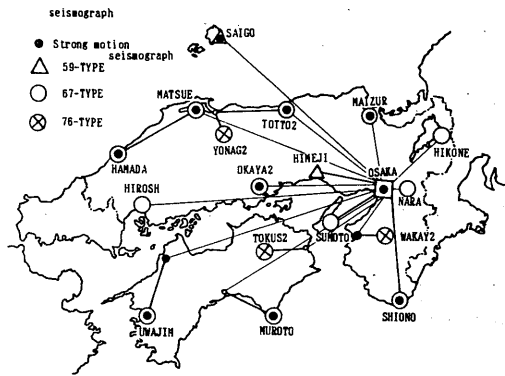 seismograph
Strong motion
seismograph
59-TYPE
67-TYPE
76-TYPE
SAIGO
MATSUE
TOTTO2
MAIZUR
YONAG2
HIKONE
HAMADA
HIMEJI
OSAKA
OKAYA2
HIROSH
NARA
SUMOTO
WAKAY2
TOKUS2
UWAJIM
MUROTO
SHIONO